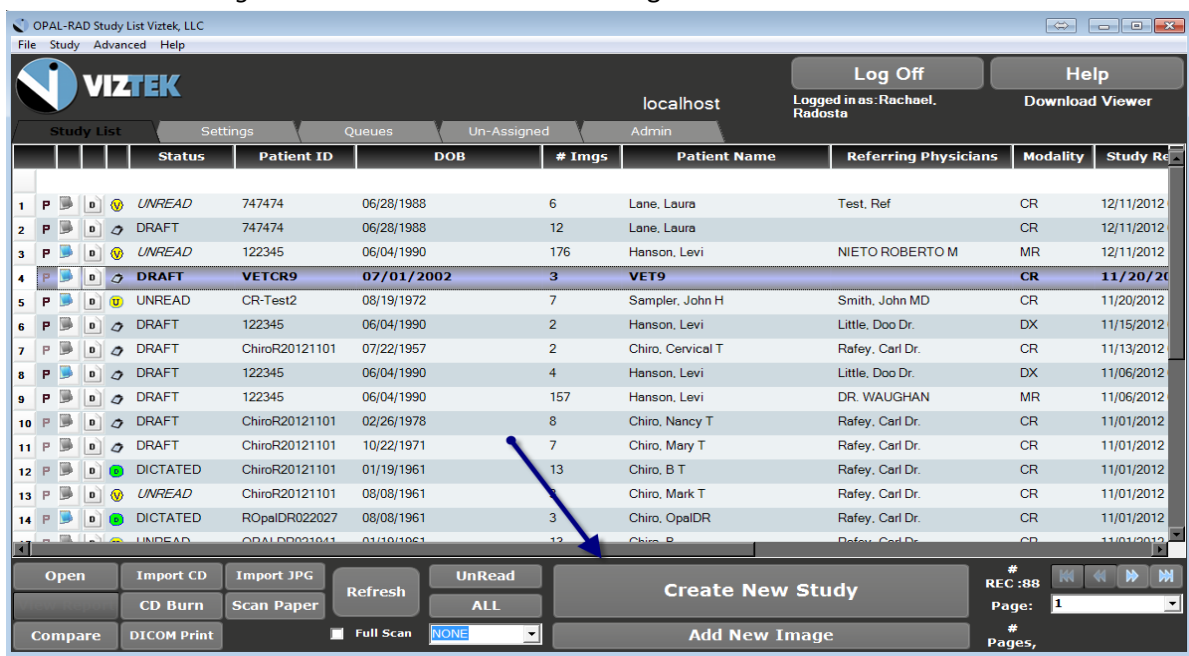 OPAL-RAD Study List Viztek, LLC
File Study Advanced Help
VIZTEK
localhost
Log Off
Help
Logged in as: Rachael, Radosta
Download Viewer
Study List Settings Queues Un-Assigned Admin
Status Patient ID DOB # Imgs Patient Name Referring Physicians Modality Study Re
1 P D V UNREAD 747474 06/28/1988 6 Lane, Laura Test, Ref CR 12/11/2012
2 P D DRAFT 747474 06/28/1988 12 Lane, Laura CR 12/11/2012
3 P D V UNREAD 122345 06/04/1990 176 Hanson, Levi NIETO ROBERTO M MR 12/11/2012
4 P D DRAFT VETCR9 07/01/2002 3 VET9 CR 11/20/20
5 P D U UNREAD CR-Test2 08/19/1972 7 Sampler, John H Smith, John MD CR 11/20/2012
6 P D DRAFT 122345 06/04/1990 2 Hanson, Levi Little, Doo Dr. DX 11/15/2012
7 P D DRAFT ChiroR20121101 07/22/1957 2 Chiro, Cervical T Rafey, Carl Dr. CR 11/13/2012
8 P D DRAFT 122345 06/04/1990 4 Hanson, Levi Little, Doo Dr. DX 11/06/2012
9 P D DRAFT 122345 06/04/1990 157 Hanson, Levi DR. WAUGHAN MR 11/06/2012
10 P D DRAFT ChiroR20121101 02/26/1978 8 Chiro, Nancy T Rafey, Carl Dr. CR 11/01/2012
11 P D DRAFT ChiroR20121101 10/22/1971 7 Chiro, Mary T Rafey, Carl Dr. CR 11/01/2012
12 P D D DICTATED ChiroR20121101 01/19/1961 13 Chiro, B T Rafey, Carl Dr. CR 11/01/2012
13 P D V UNREAD ChiroR20121101 08/08/1961 Chiro, Mark T Rafey, Carl Dr. CR 11/01/2012
14 P D D DICTATED ROpalDR022027 08/08/1961 3 Chiro, OpalDR Rafey, Carl Dr. CR 11/01/2012
UNREAD 01/19/1961 13 Rafey, Carl Dr. CR 11/01/2012
Open Import CD Import JPG Refresh UnRead Create New Study # REC :88
CD Burn Scan Paper ALL Page: 1
Compare DICOM Print Full Scan NONE Add New Image # Pages,